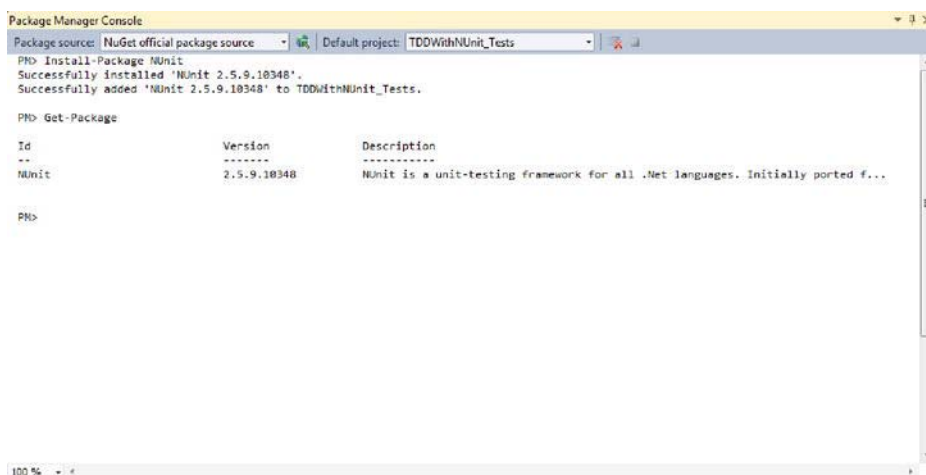 Package Manager Console
Package source: NuGet official package source Default project: TDDWithNUnit_Tests
PM> Install-Package NUnit
Successfully installed 'NUnit 2.5.9.10348'.
Successfully added 'NUnit 2.5.9.10348' to TDDWithNUnit_Tests.
PM> Get-Package
Id Version Description
-- ------- -----------
NUnit 2.5.9.10348 NUnit is a unit-testing framework for all .Net languages. Initially ported f...
PM>
100 %